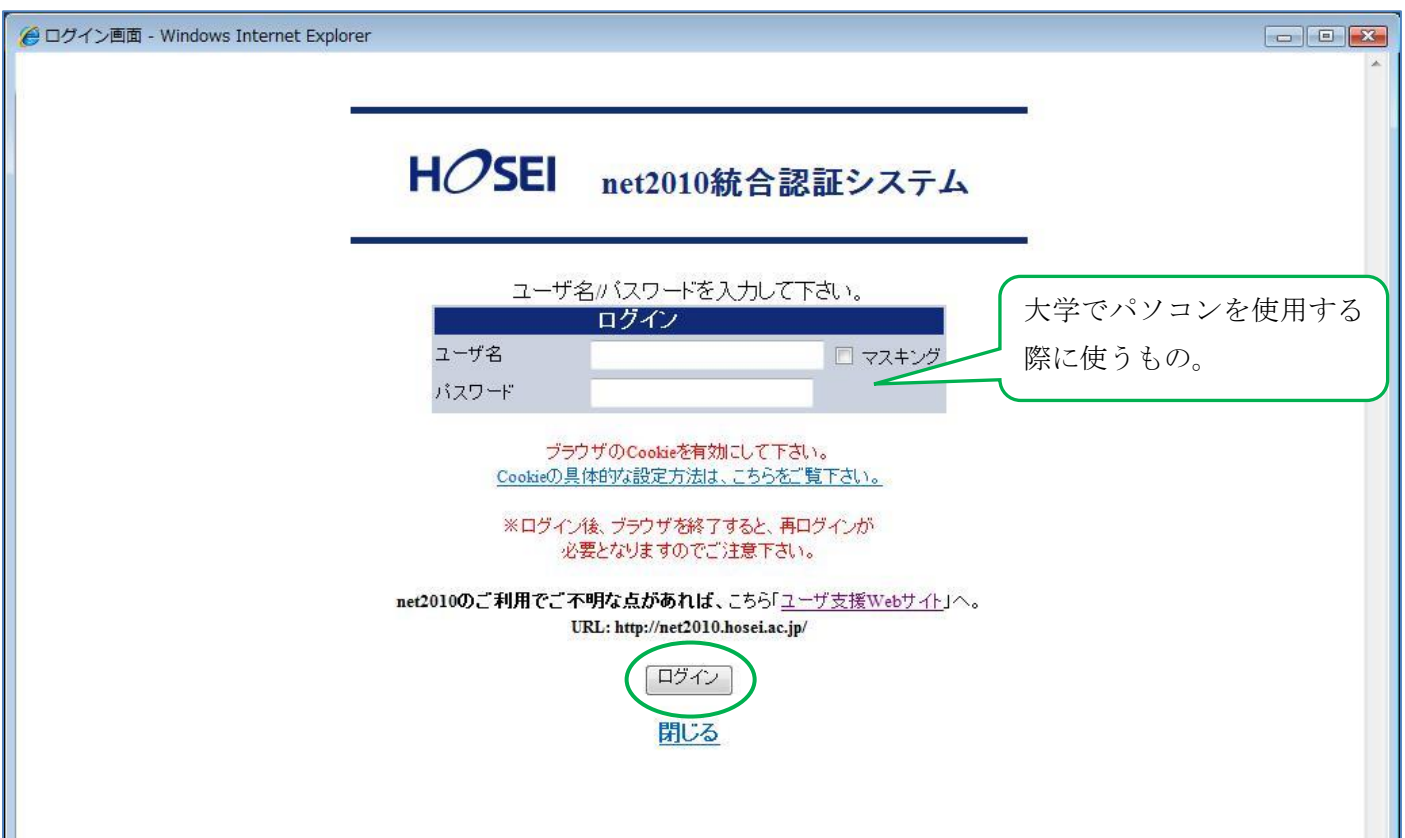 ログイン画面 - Windows Internet Explorer
HOSEI net2010統合認証システム
ユーザ名/パスワードを入力して下さい。
ログイン
ユーザ名 マスキング
パスワード
大学でパソコンを使用する
際に使うもの。
ブラウザのCookieを有効にして下さい。
Cookieの具体的な設定方法は、こちらをご覧下さい。
※ログイン後、ブラウザを終了すると、再ログインが
必要となりますのでご注意下さい。
net2010のご利用でご不明な点があれば、こちら「ユーザ支援Webサイト」へ。
URL: http://net2010.hosei.ac.jp/
ログイン
閉じる